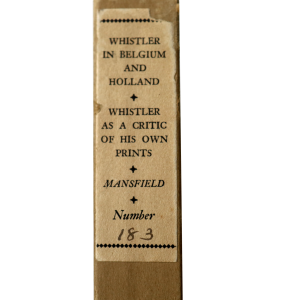 WHISTLER
IN BELGIUM
AND
HOLLAND
WHISTLER
AS A CRITIC
OF HIS OWN
PRINTS
MANSFIELD
Number
183